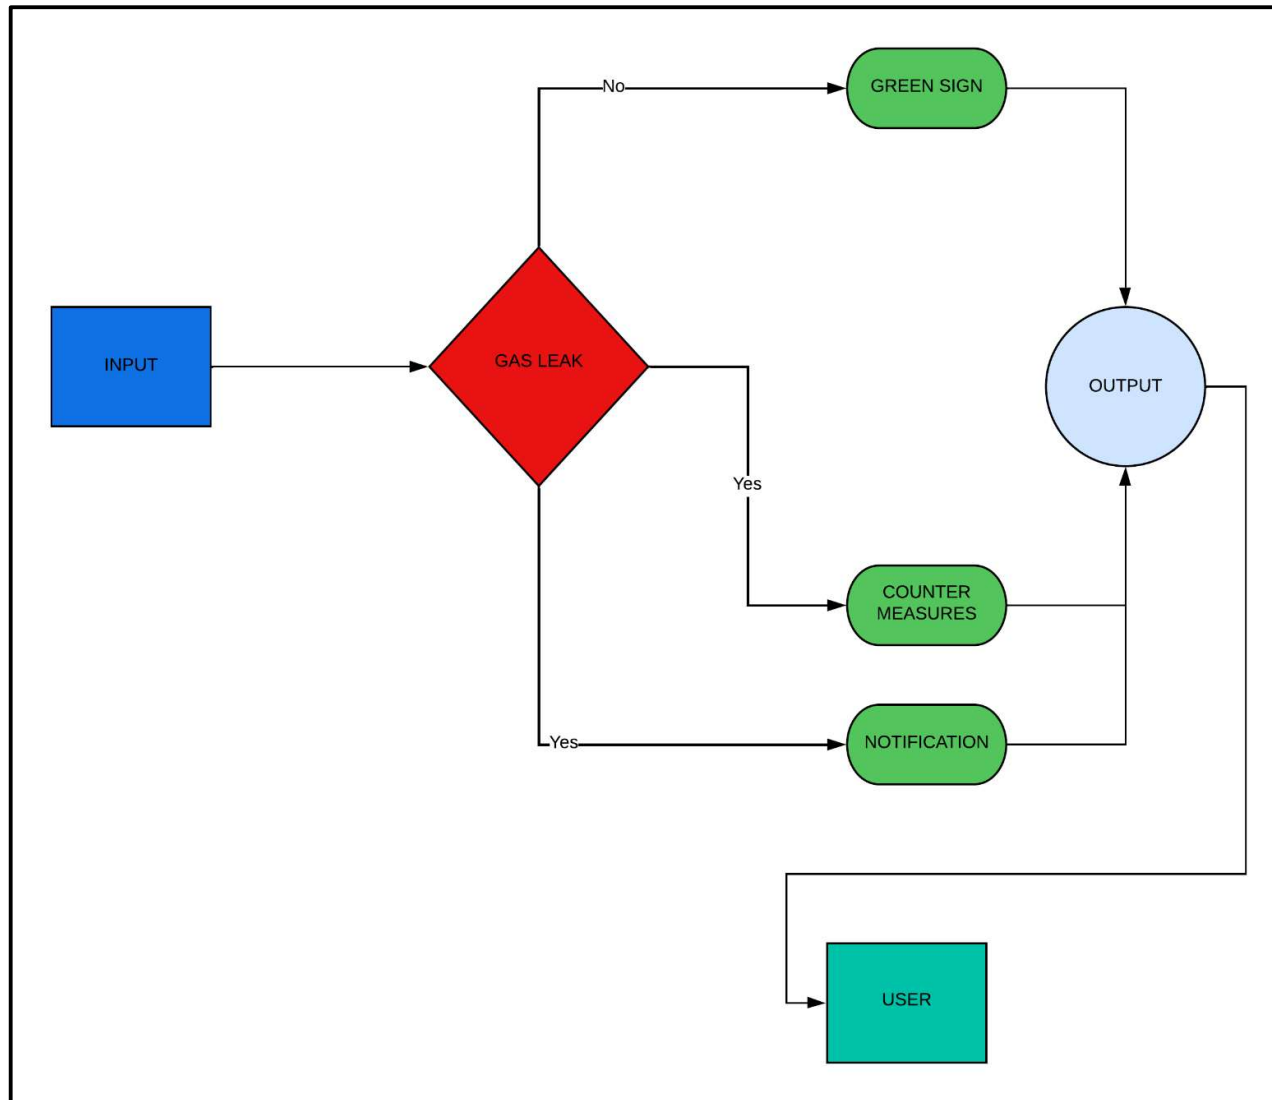 No
GREEN SIGN
INPUT
GAS LEAK
OUTPUT
Yes
COUNTER
MEASURES
Yes
NOTIFICATION
USER